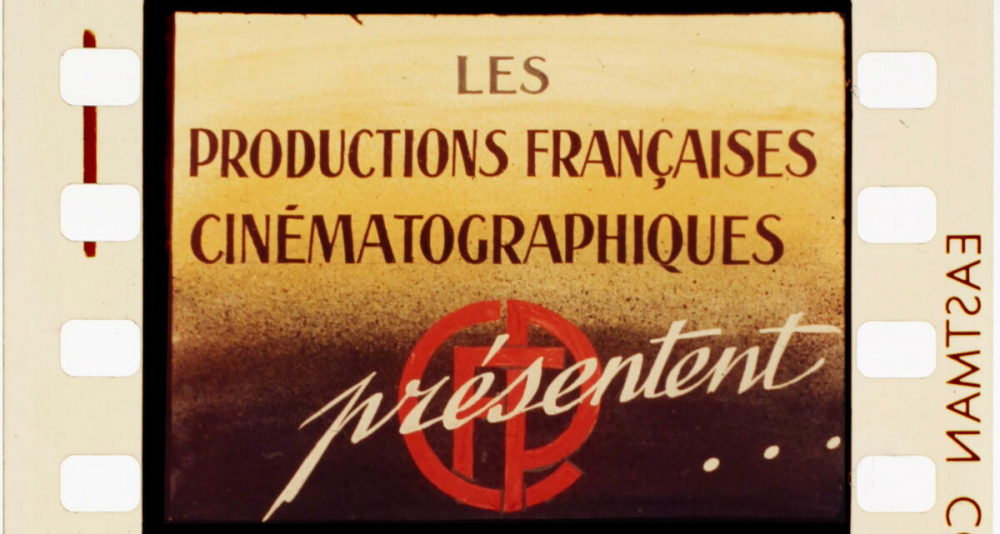 LES
PRODUCTIONS FRANÇAISES
CINÉMATOGRAPHIQUES
présentent...
EASTMAN